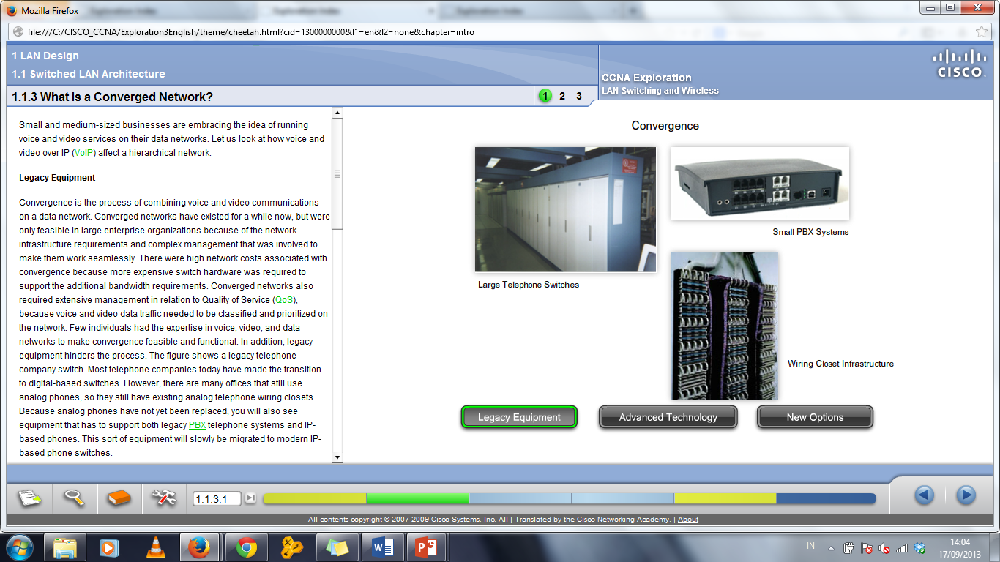 Mozilla Firefox
file:///C:/CISCO_CCNA/Exploration3English/theme/cheetah.html?cid=1300000000&l1=en&l2=none&chapter=intro
1 LAN Design
1.1 Switched LAN Architecture
CISCO
CCNA Exploration
LAN Switching and Wireless
1.1.3 What is a Converged Network?
1 2 3
Small and medium-sized businesses are embracing the idea of running
voice and video services on their data networks. Let us look at how voice and
video over IP (VoIP) affect a hierarchical network.
Legacy Equipment
Convergence is the process of combining voice and video communications
on a data network. Converged networks have existed for a while now, but were
only feasible in large enterprise organizations because of the network
infrastructure requirements and complex management that was involved to
make them work seamlessly. There were high network costs associated with
convergence because more expensive switch hardware was required to
support the additional bandwidth requirements. Converged networks also
required extensive management in relation to Quality of Service (QoS),
because voice and video data traffic needed to be classified and prioritized on
the network. Few individuals had the expertise in voice, video, and data
networks to make convergence feasible and functional. In addition, legacy
equipment hinders the process. The figure shows a legacy telephone
company switch. Most telephone companies today have made the transition
to digital-based switches. However, there are many offices that still use
analog phones, so they still have existing analog telephone wiring closets.
Because analog phones have not yet been replaced, you will also see
equipment that has to support both legacy PBX telephone systems and IP-
based phones. This sort of equipment will slowly be migrated to modern IP-
based phone switches.
Convergence
Small PBX Systems
Large Telephone Switches
Wiring Closet Infrastructure
Legacy Equipment
Advanced Technology
New Options
1.1.3.1
All contents copyright © 2007-2009 Cisco Systems, Inc. All | Translated by the Cisco Networking Academy. | About
IN
14:04
17/09/2013